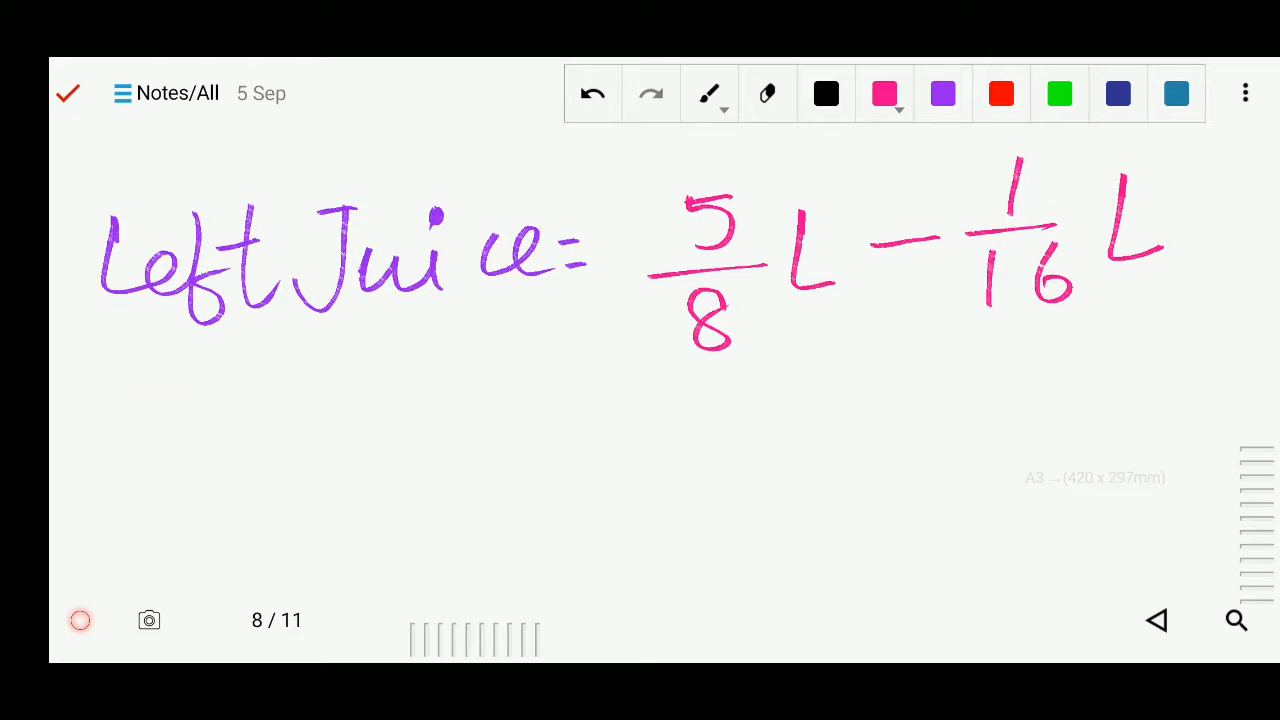 Notes/All 5 Sep
Left Juice = 5/8 L — 1/16 L
A3 →(420 x 297mm)
8 / 11